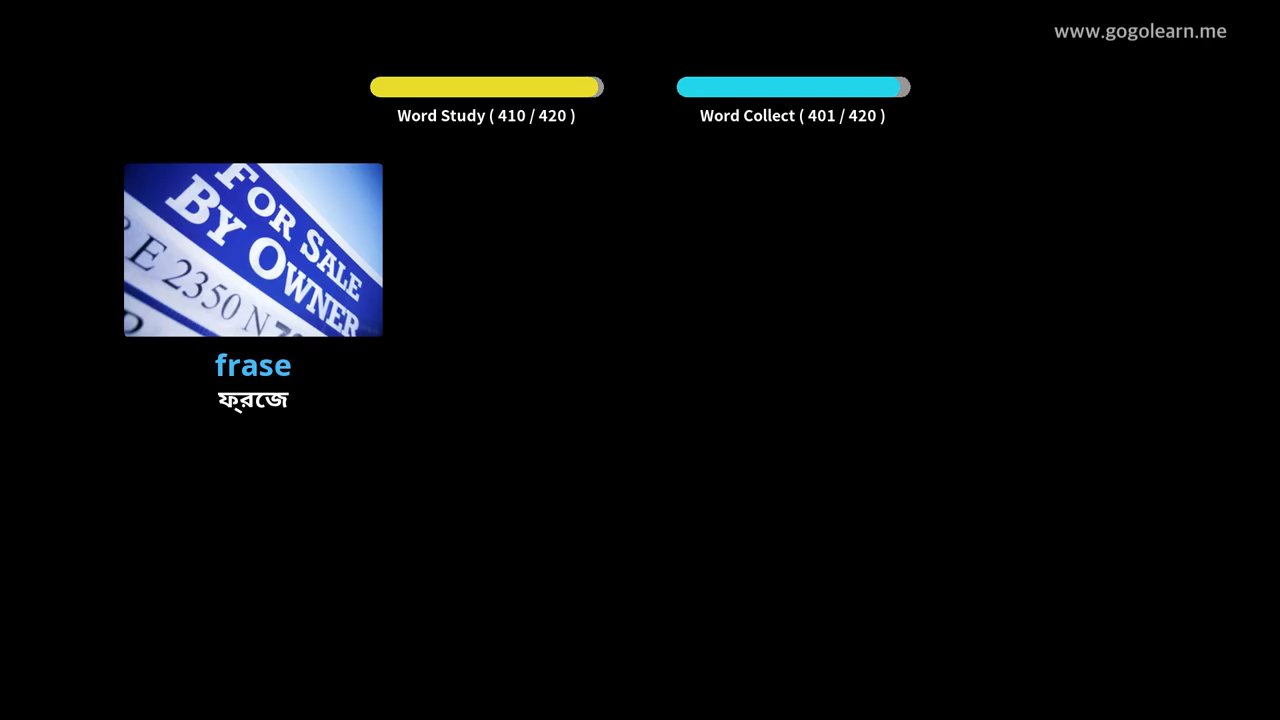 www.gogolearn.me
Word Study ( 410 / 420 )
Word Collect ( 401 / 420 )
FOR SALE
BY OWNER
E 2350 N
frase
ফ্রজে